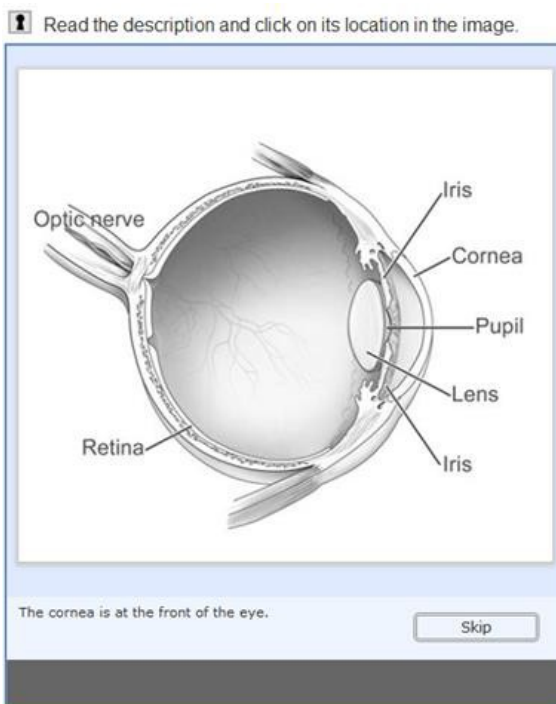 Read the description and click on its location in the image.
Iris
Optic nerve
Cornea
Pupil
Lens
Retina
Iris
The cornea is at the front of the eye.
Skip